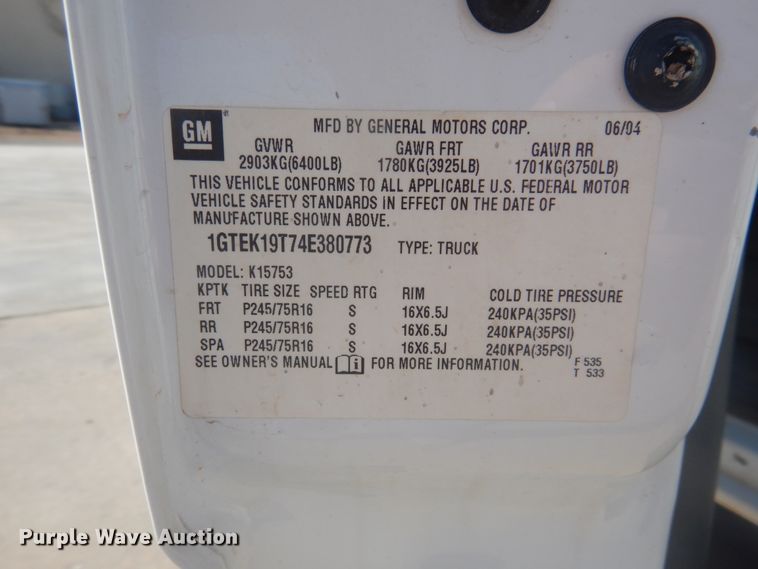 GM MFD BY GENERAL MOTORS CORP. 06/04
GVWR GAWR FRT GAWR RR
2903KG(6400LB) 1780KG(3925LB) 1701KG(3750LB)
THIS VEHICLE CONFORMS TO ALL APPLICABLE U.S. FEDERAL MOTOR
VEHICLE SAFETY STANDARDS IN EFFECT ON THE DATE OF
MANUFACTURE SHOWN ABOVE.
1GTEK19T74E380773 TYPE: TRUCK
MODEL: K15753
KPTK TIRE SIZE SPEED RTG RIM COLD TIRE PRESSURE
FRT P245/75R16 S 16X6.5J 240KPA(35PSI)
RR P245/75R16 S 16X6.5J 240KPA(35PSI)
SPA P245/75R16 S 16X6.5J 240KPA(35PSI)
SEE OWNER'S MANUAL FOR MORE INFORMATION. F 535
T 533
Purple Wave Auction